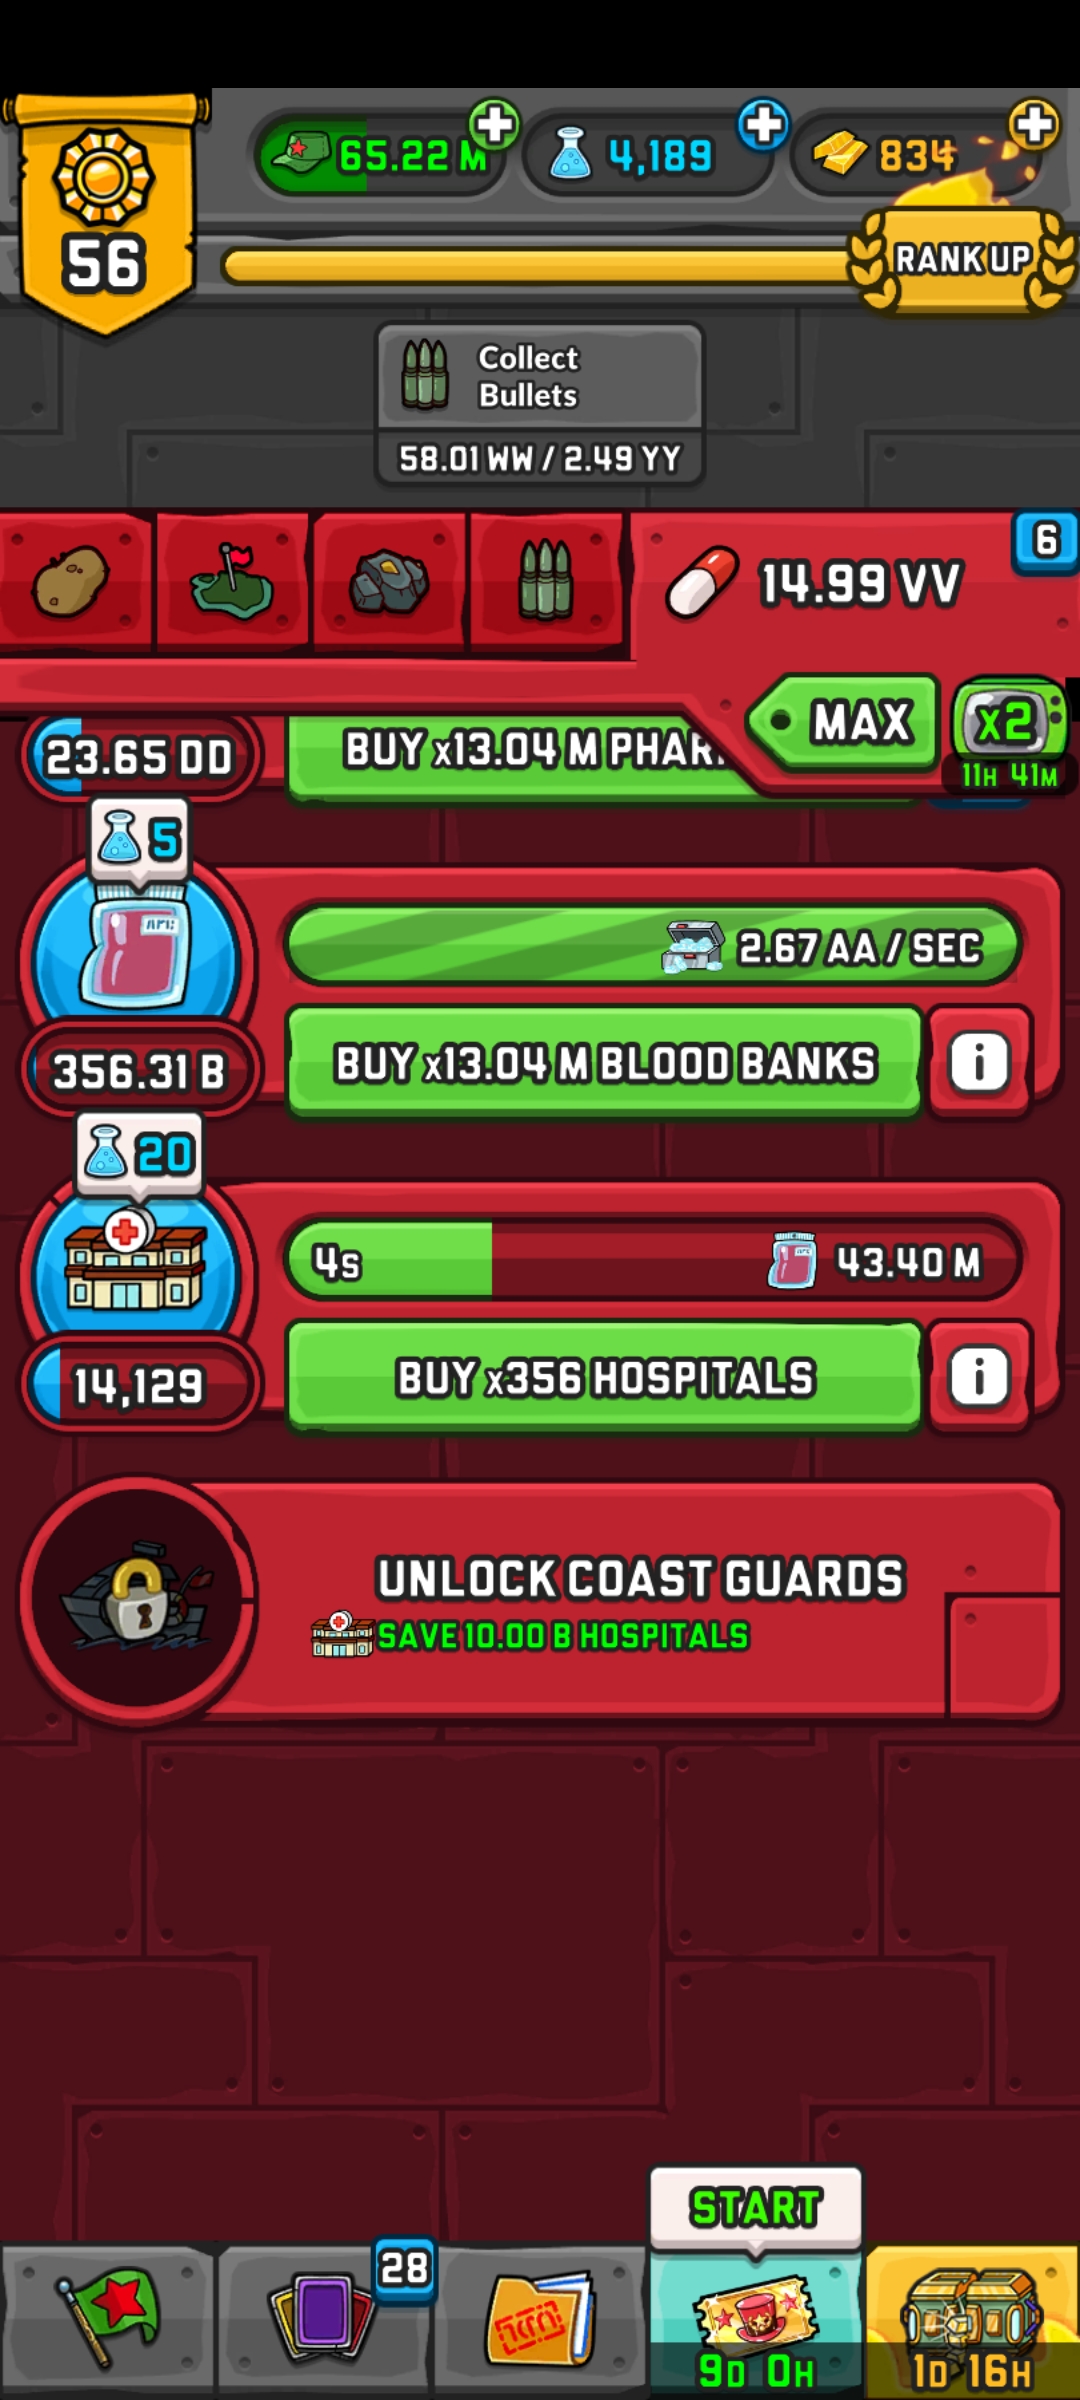 56
65.22 M
4,189
834
RANK UP
Collect
Bullets
58.01 WW / 2.49 YY
14.99 VV
6
MAX
x2
11H 41M
23.65 DD
BUY x13.04 M
5
2.67 AA / SEC
356.31 B
BUY x13.04 M BLOOD BANKS
i
20
4s
43.40 M
14,129
BUY x356 HOSPITALS
i
UNLOCK COAST GUARDS
SAVE 10.00 B HOSPITALS
START
28
9D 0H
1D 16H